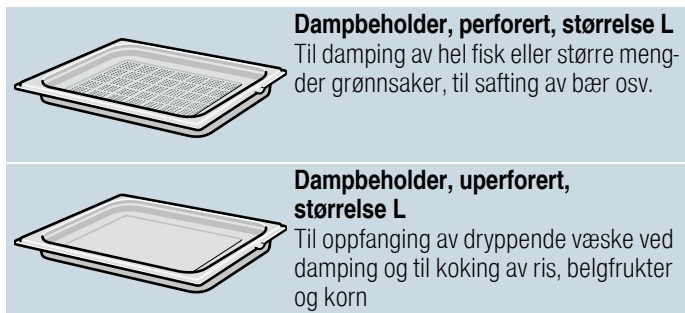 Dampbeholder, perforert, størrelse L
Til damping av hel fisk eller større meng-
der grønnsaker, til safting av bær osv.
Dampbeholder, uperforert,
størrelse L
Til oppfanging av dryppende væske ved
damping og til koking av ris, belgfrukter
og korn